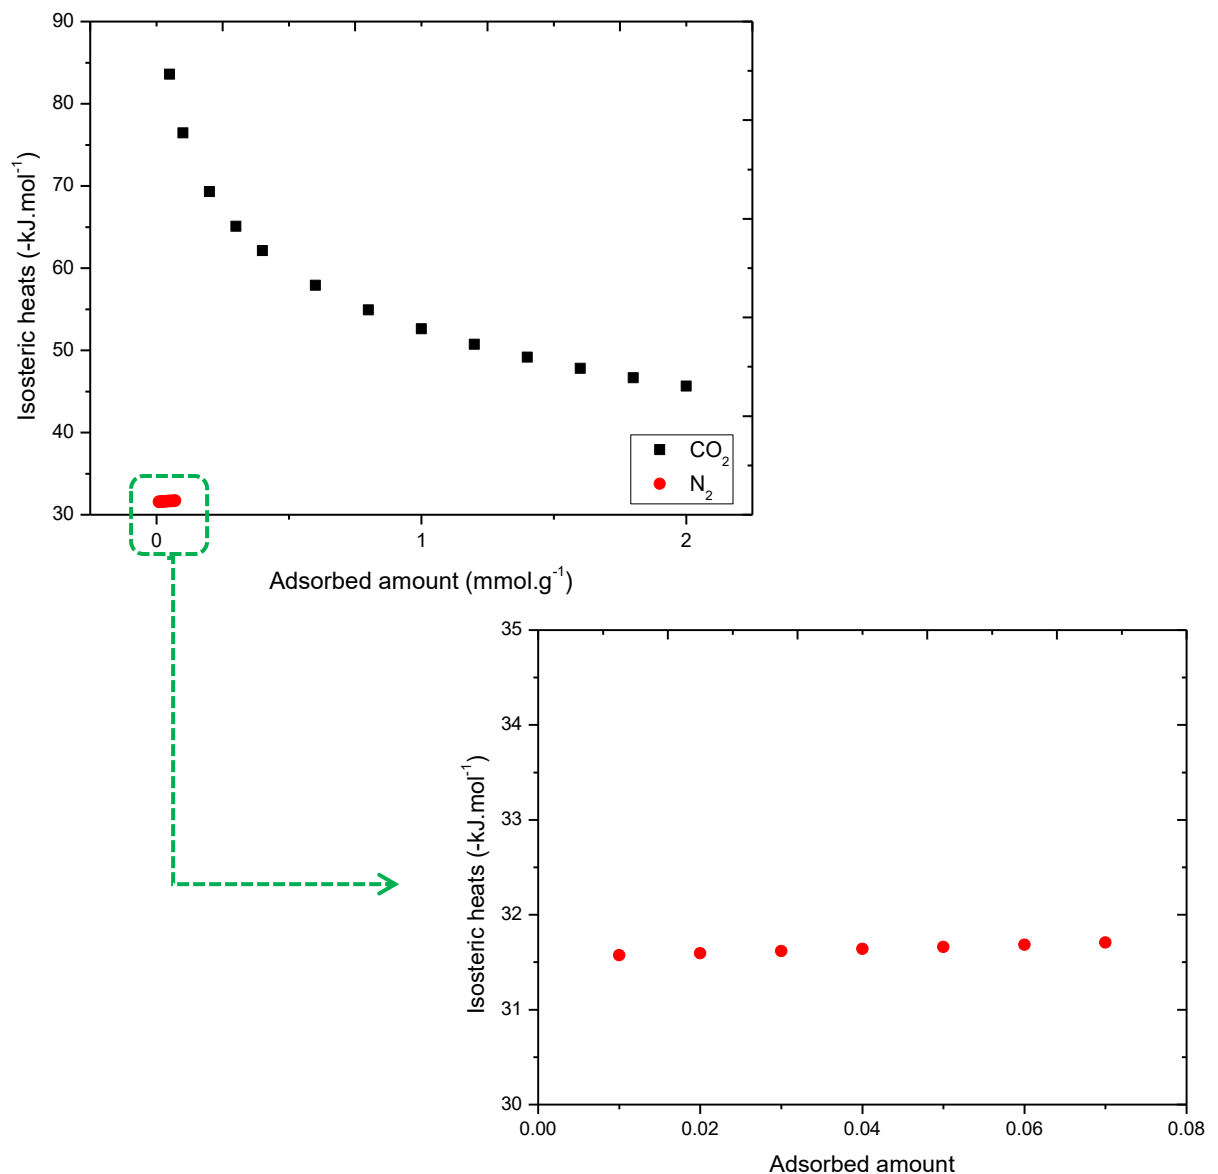 90
80
70
60
50
40
30
Isosteric heats (-kJ.mol⁻¹)
CO₂
N₂
0 1 2
Adsorbed amount (mmol.g⁻¹)
35
34
33
32
31
30
Isosteric heats (-kJ.mol⁻¹)
0.00 0.02 0.04 0.06 0.08
Adsorbed amount